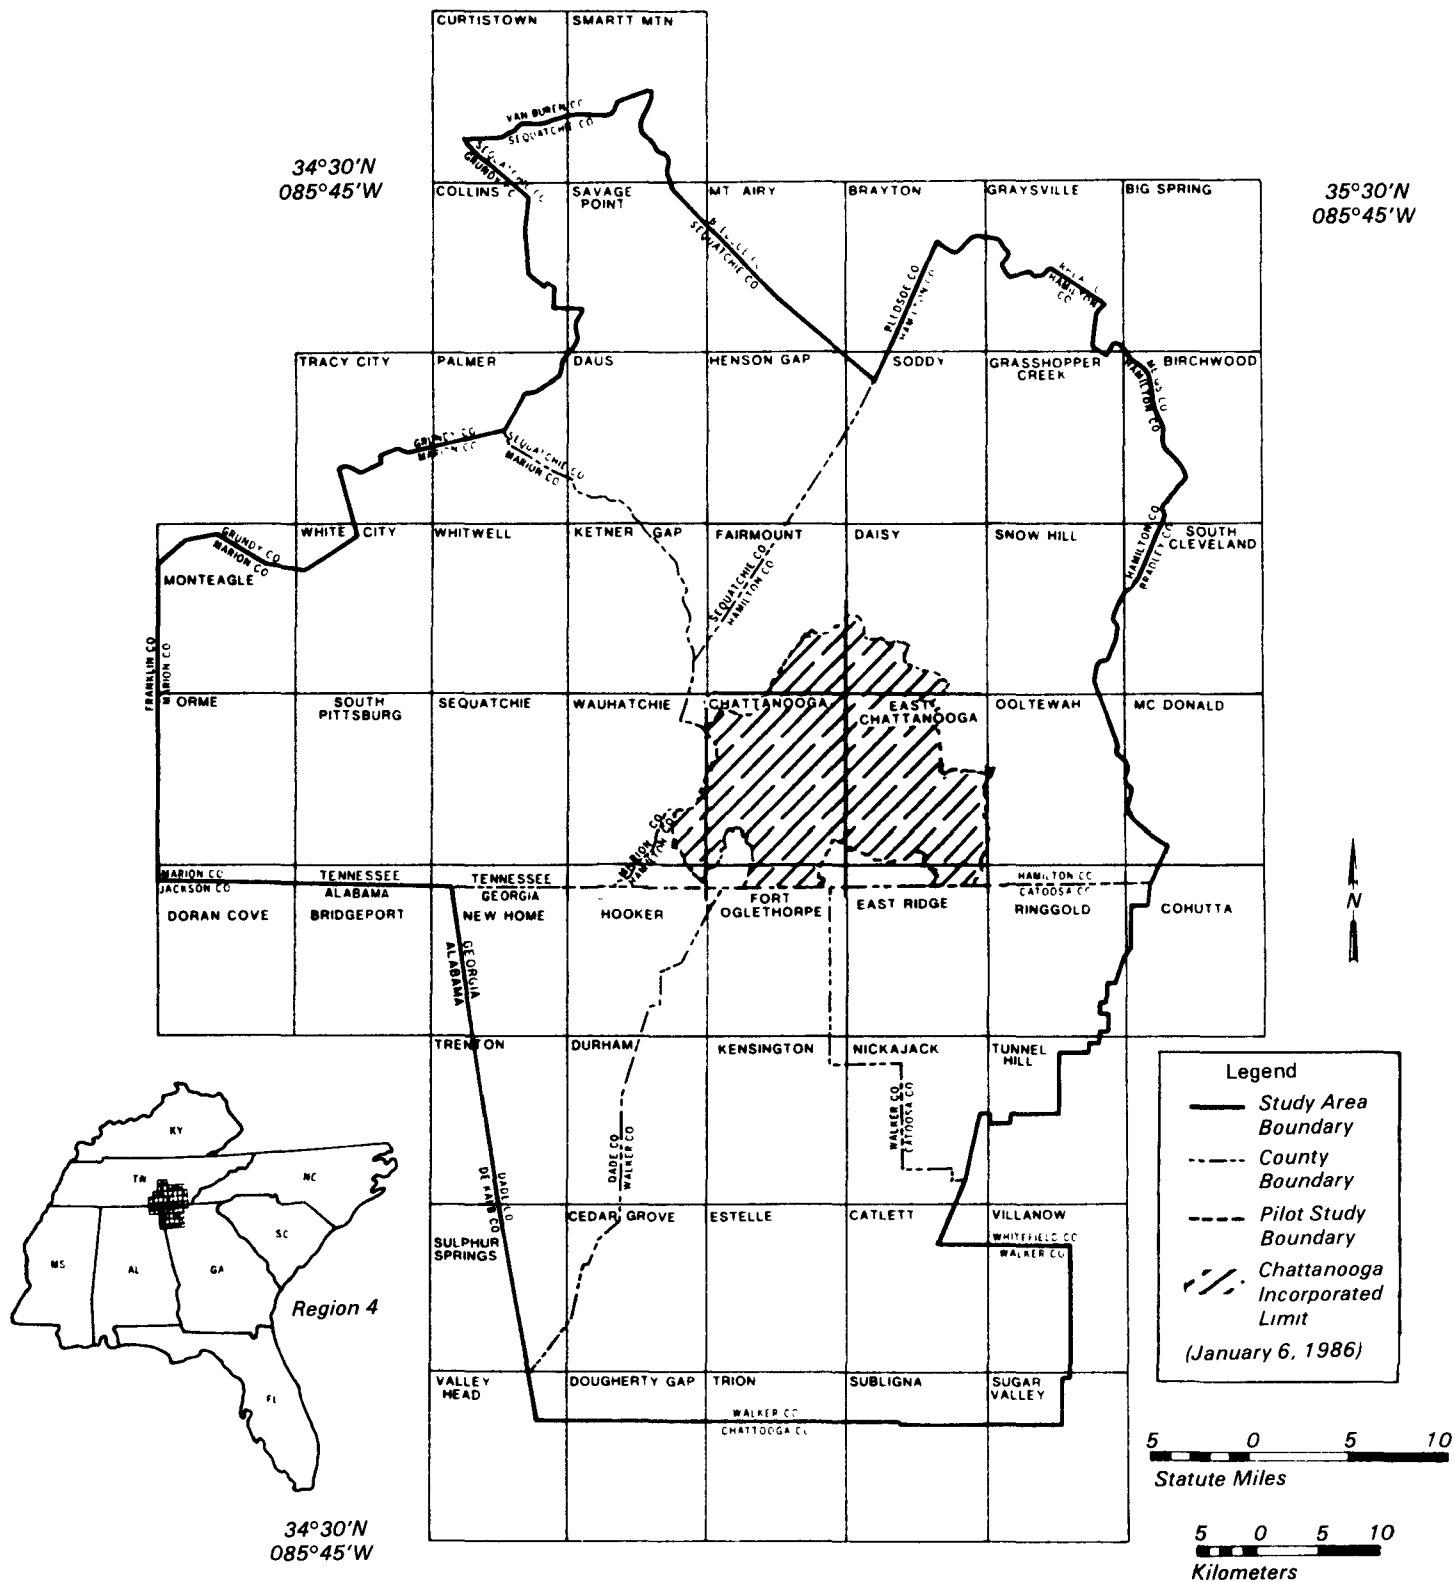 CURTISTOWN
SMARTT MTN
VAN BUREN CO
SEQUATCHIE CO
34°30'N
085°45'W
35°30'N
085°45'W
COLLINS
SAVAGE
POINT
MT AIRY
BRAYTON
GRAYSVILLE
BIG SPRING
SEQUATCHIE CO
HAMILTON
CO
TRACY CITY
PALMER
DAUS
HENSON GAP
SODDY
GRASSHOPPER
CREEK
BIRCHWOOD
HAMILTON CO
GRUNDY CO
MARION CO
SEQUATCHIE CO
MARION CO
WHITE CITY
WHITWELL
KETNER GAP
FAIRMOUNT
DAISY
SNOW HILL
SOUTH
CLEVELAND
HAMILTON CO
BRADLEY CO
GRUNDY CO
MARION CO
MONTEAGLE
SEQUATCHIE CO
HAMILTON CO
FRANKLIN CO
MARION CO
ORME
SOUTH
PITTSBURG
SEQUATCHIE
WAUHATCHIE
CHATTANOOGA
EAST
CHATTANOOGA
OOLTEWAH
MC DONALD
MARION CO
HAMILTON CO
MARION CO
JACKSON CO
TENNESSEE
ALABAMA
TENNESSEE
GEORGIA
HAMILTON CO
CATOOSA CO
DORAN COVE
BRIDGEPORT
NEW HOME
HOOKER
FORT
OGLETHORPE
EAST RIDGE
RINGGOLD
COHUTTA
GEORGIA
ALABAMA
N
TRENTON
DURHAM
KENSINGTON
NICKAJACK
TUNNEL
HILL
WALKER CO
CATOOSA CO
DADE CO
WALKER CO
DADE CO
DE KALB CO
CEDAR GROVE
ESTELLE
CATLETT
VILLANOW
SULPHUR
SPRINGS
WHITEFIELD CO
WALKER CO
VALLEY
HEAD
DOUGHERTY GAP
TRION
SUBLIGNA
SUGAR
VALLEY
WALKER CO
CHATTOOGA CO
Legend
Study Area
Boundary
County
Boundary
Pilot Study
Boundary
Chattanooga
Incorporated
Limit
(January 6, 1986)
KY
TN
NC
SC
MS
AL
GA
FL
Region 4
34°30'N
085°45'W
5 0 5 10
Statute Miles
5 0 5 10
Kilometers